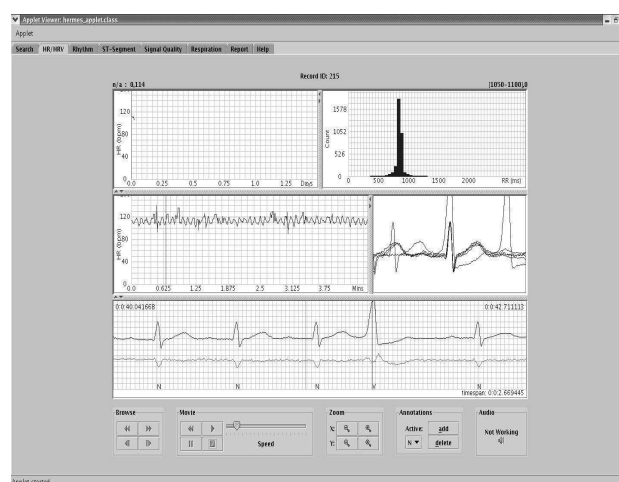 Applet Viewer: hermes_applet.class
Applet
Search HR/HRV Rhythm ST-Segment Signal Quality Respiration Report Help
Record ID: 215
n/a : 0,114
[1050-1100),0
HR (bpm)
120
80
40
0
0.0 0.25 0.5 0.75 1.0 1.25 Days
Count
1578
1052
526
0
0 500 1000 1500 2000 RR (ms)
HR (bpm)
120
80
40
0
0.0 0.625 1.25 1.875 2.5 3.125 3.75 Mins
0:0:40.041668 0:0:42.711113
N N N V N
timespan: 0:0:2.669445
Browse Movie Zoom Annotations Audio
X: Active: add
Not Working
Speed Y: N delete
Applet started.